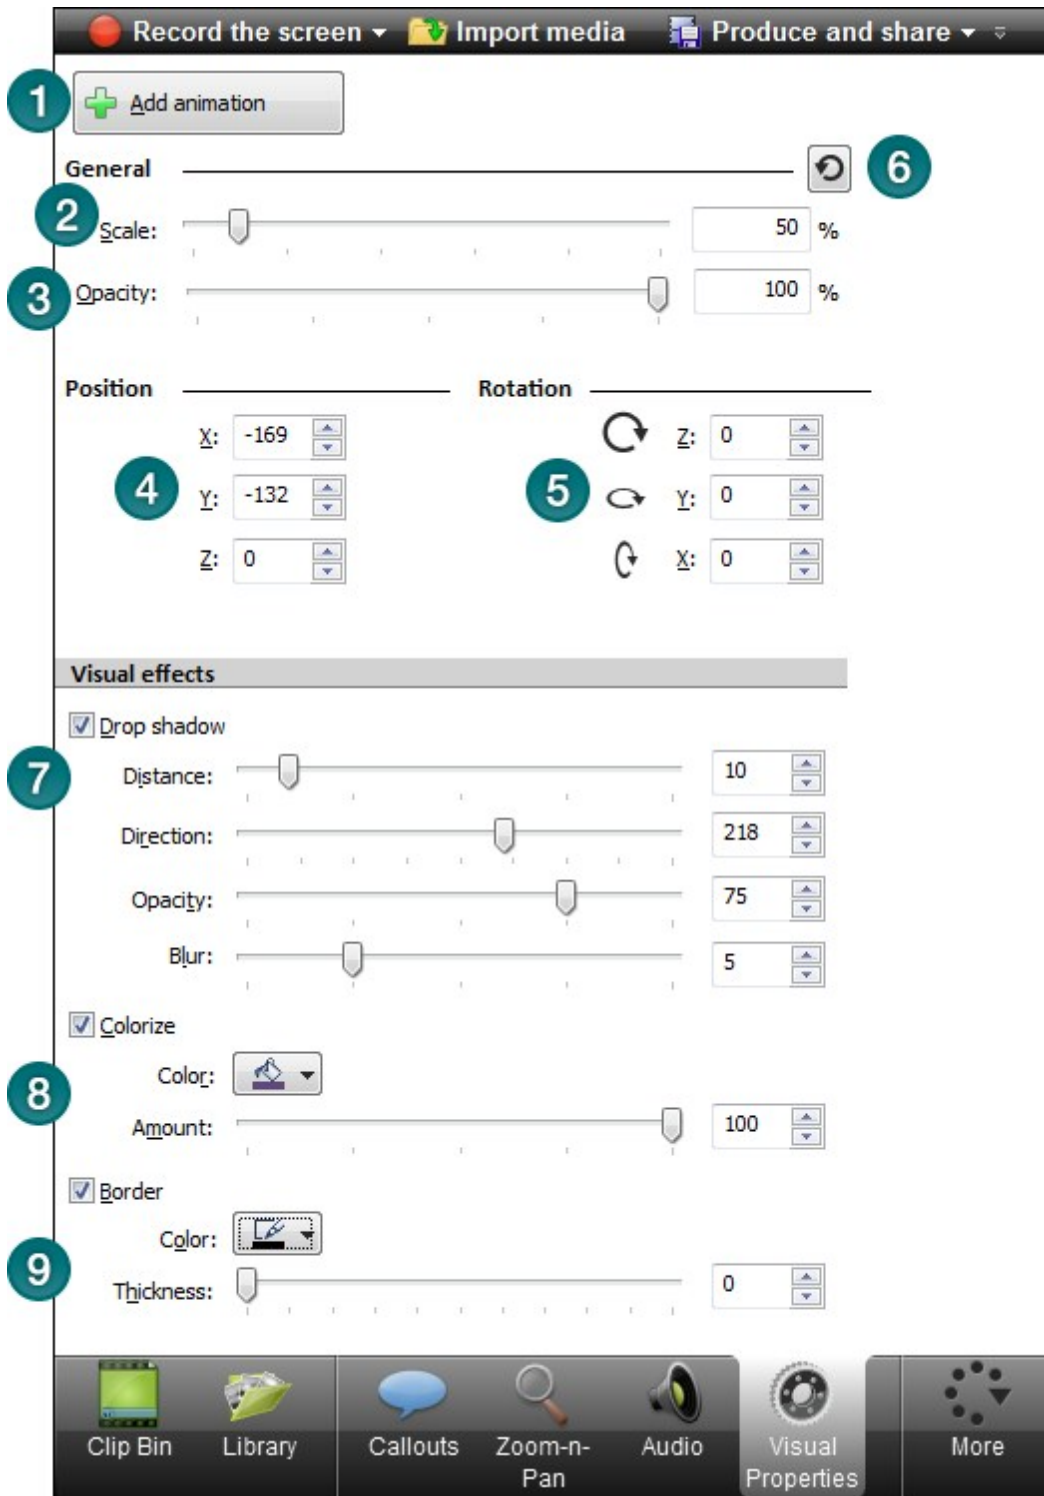 Record the screen Import media Produce and share
1 Add animation
General 6
2 Scale: 50 %
3 Opacity: 100 %
Position Rotation
X: -169 Z: 0
4 Y: -132 5 Y: 0
Z: 0 X: 0
Visual effects
Drop shadow
7 Distance: 10
Direction: 218
Opacity: 75
Blur: 5
Colorize
8 Color:
Amount: 100
Border
Color:
9 Thickness: 0
Clip Bin Library Callouts Zoom-n- Audio Visual More
Pan Properties